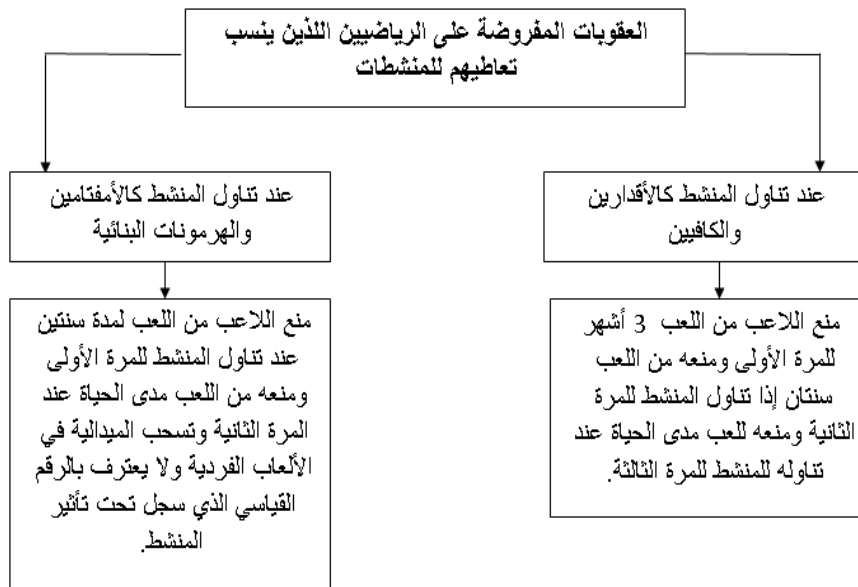 العقوبات المفروضة على الرياضيين اللذين ينسب
تعاطيهم للمنشطات
عند تناول المنشط كالأقدارين
والكافيين
منع اللاعب من اللعب 3 أشهر
للمرة الأولى ومنعه من اللعب
سنتان إذا تناول المنشط للمرة
الثانية ومنعه للعب مدى الحياة عند
تناوله للمنشط للمرة الثالثة.
عند تناول المنشط كالأمفتامين
والهرمونات البنائية
منع اللاعب من اللعب لمدة سنتين
عند تناول المنشط للمرة الأولى
ومنعه من اللعب مدى الحياة عند
المرة الثانية وتسحب الميدالية في
الألعاب الفردية ولا يعترف بالرقم
القياسي الذي سجل تحت تأثير
المنشط.